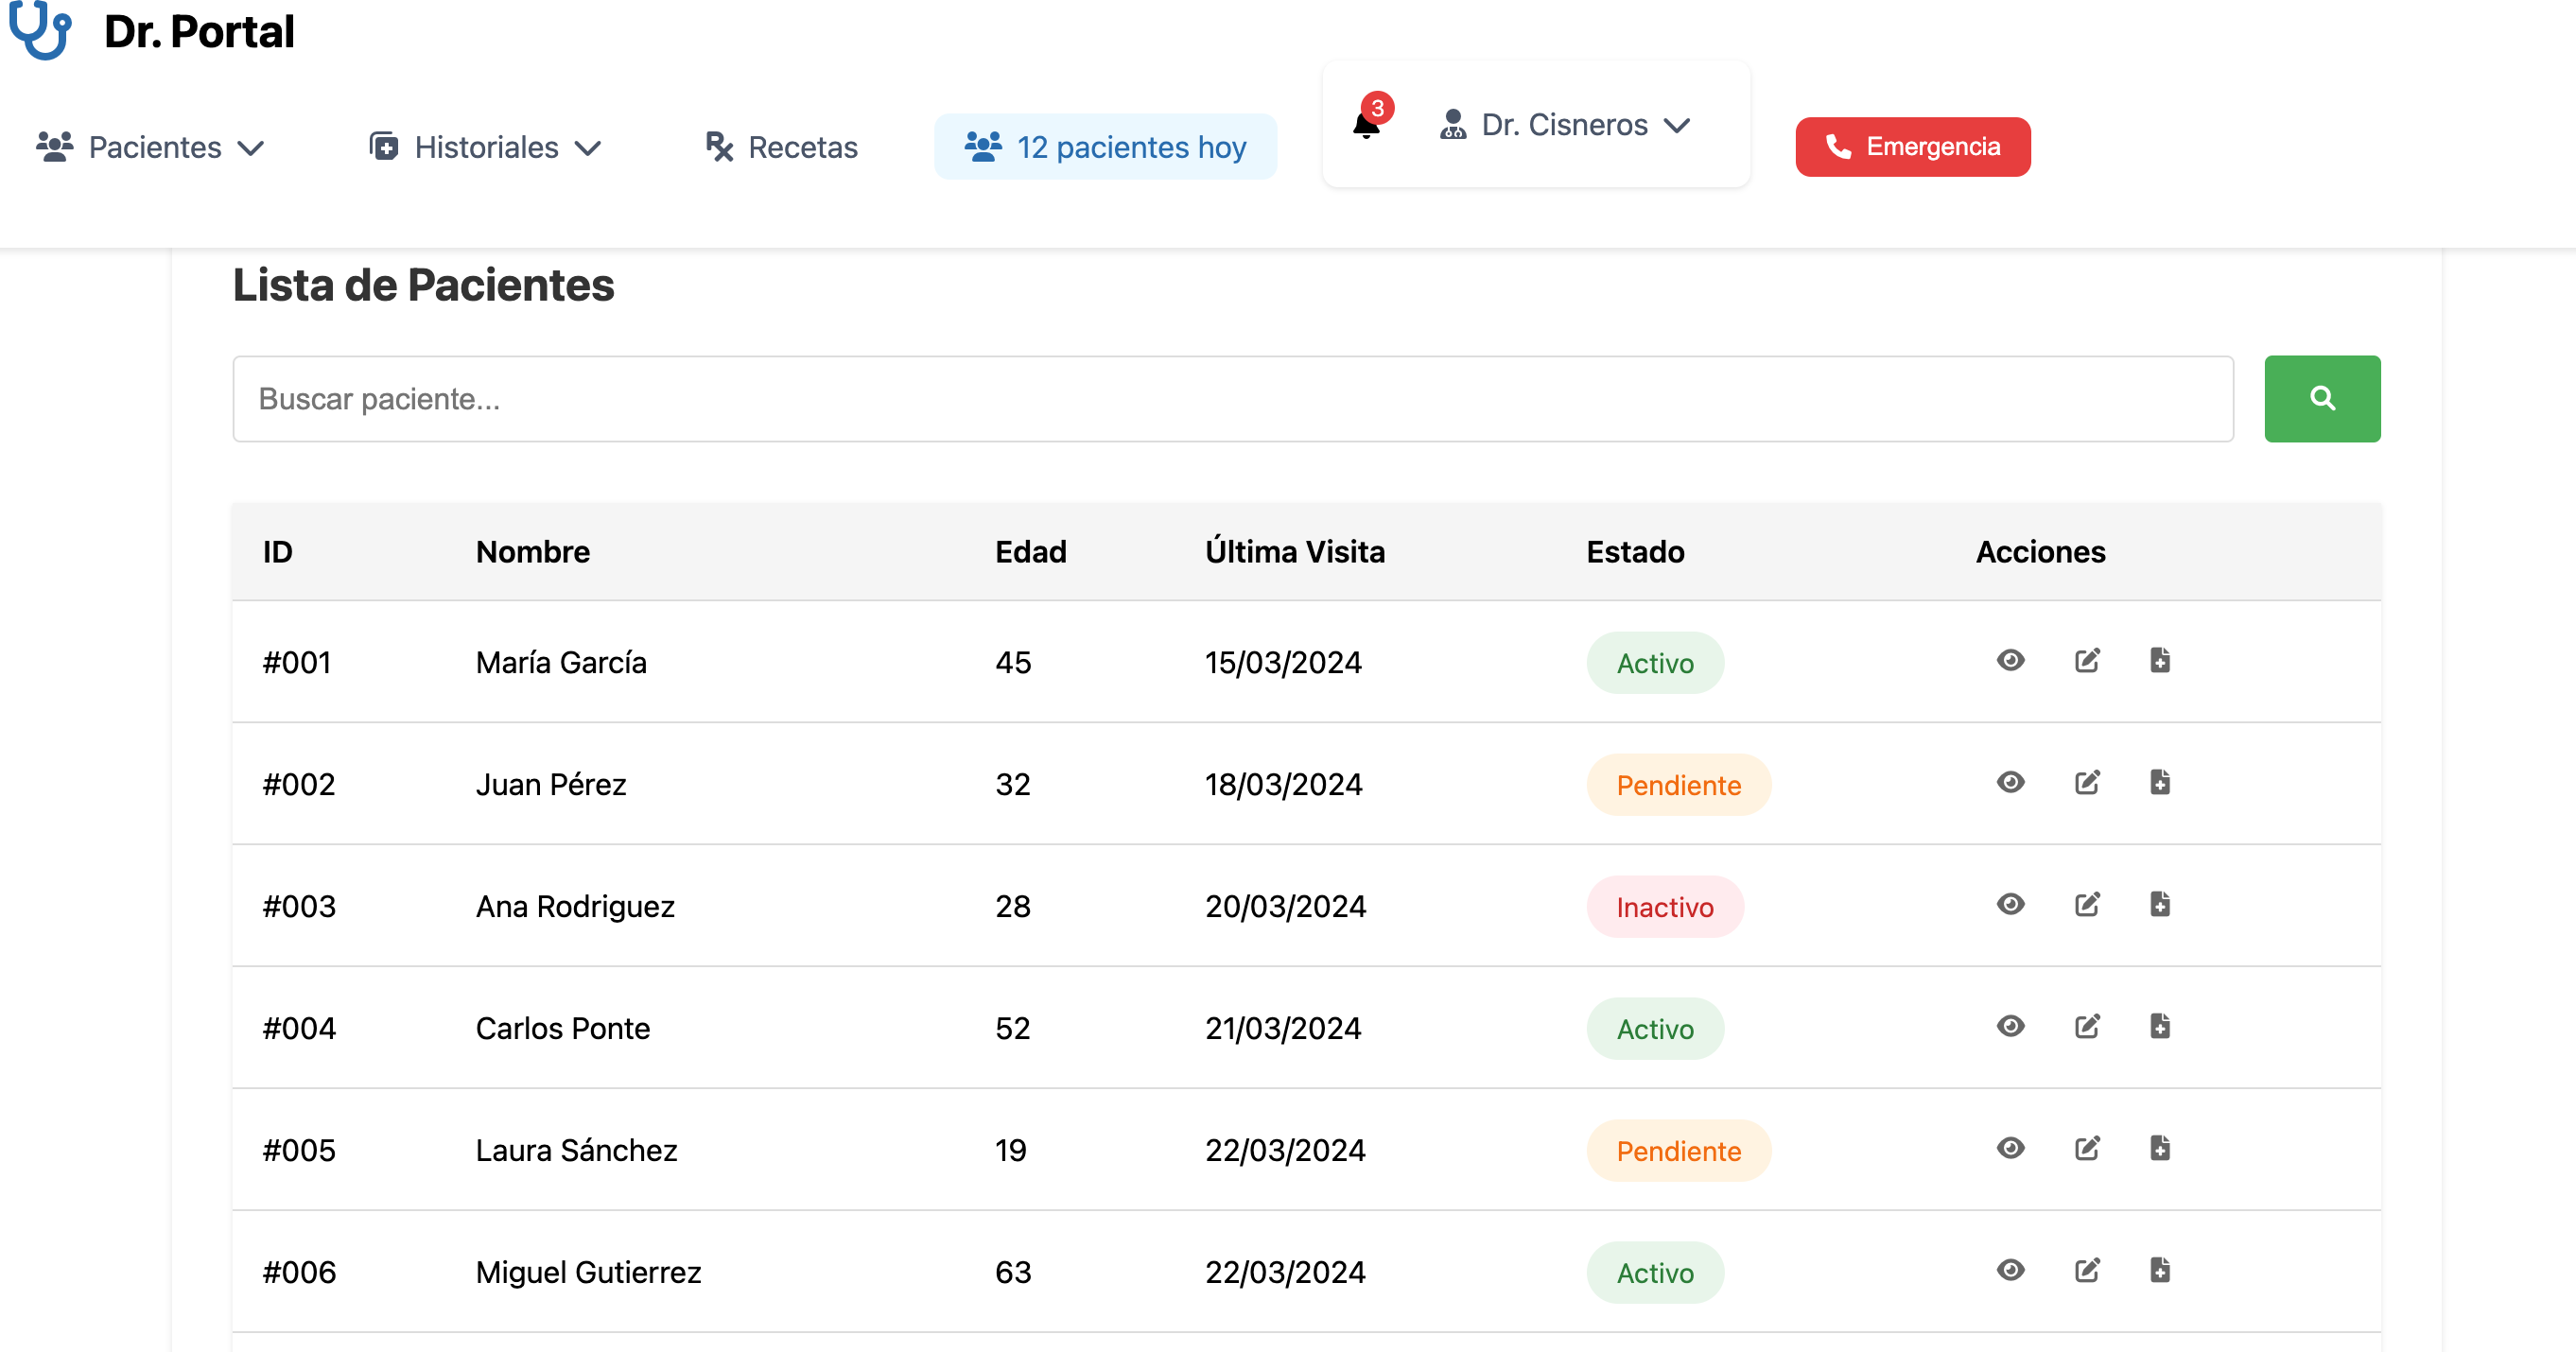 Dr. Portal
Pacientes Historiales Recetas 12 pacientes hoy 3 Dr. Cisneros Emergencia
Lista de Pacientes
Buscar paciente...
ID Nombre Edad Última Visita Estado Acciones
#001 María García 45 15/03/2024 Activo
#002 Juan Pérez 32 18/03/2024 Pendiente
#003 Ana Rodriguez 28 20/03/2024 Inactivo
#004 Carlos Ponte 52 21/03/2024 Activo
#005 Laura Sánchez 19 22/03/2024 Pendiente
#006 Miguel Gutierrez 63 22/03/2024 Activo